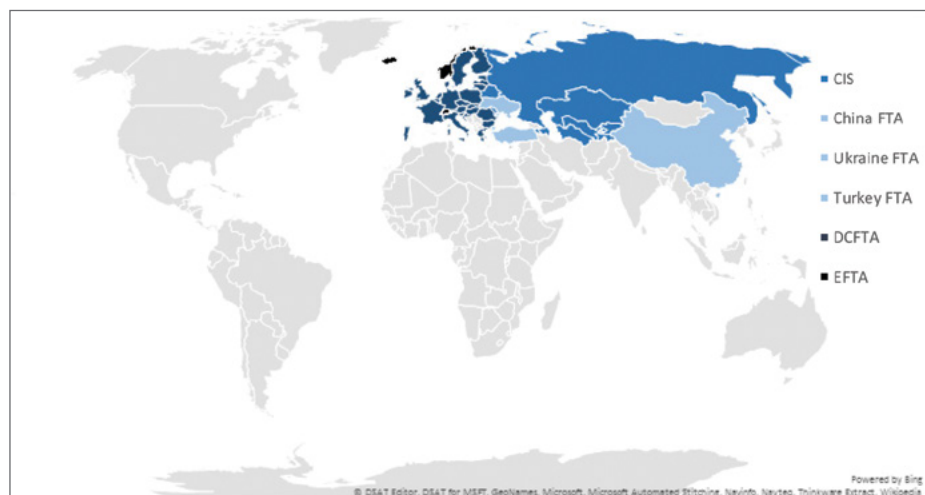 CIS
China FTA
Ukraine FTA
Turkey FTA
DCFTA
EFTA
Powered by Bing
© DSAT Editor, DSAT for MSFT, GeoNames, Microsoft, Microsoft Automated Stitching, Navinfo, Navteq, Thinkware Extract, Wikipedia